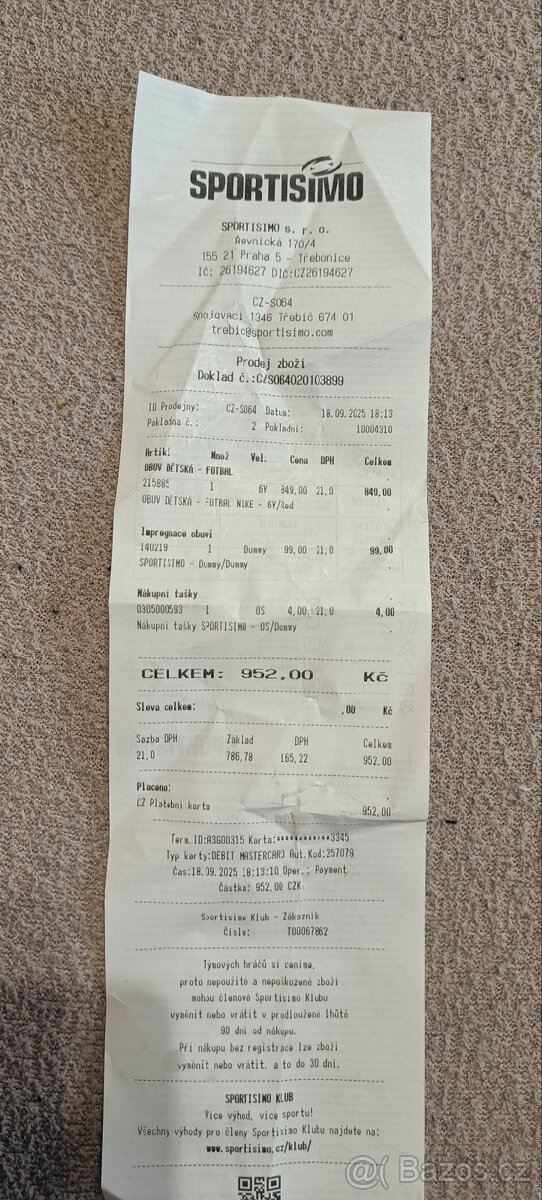 SPORTISIMO
SPORTISIMO s. r. o.
Řevnická 170/4
155 21 Praha 5 - Třebonice
IČ: 26194627 DIČ:CZ26194627
CZ-S064
spojovací 1346 Třebíč 674 01
trebic@sportisimo.com
Prodej zboží
Doklad č.:CZS064020103899
ID Prodejny: CZ-S064 Datum: 18.09.2025 18:13
Pokladna č.: 2 Pokladní: 10004310
Artikl Množ Vel. Cena DPH Celkem
OBUV DĚTSKÁ - FOTBAL
215885 1 6Y 849,00 21,0 849,00
OBUV DĚTSKÁ - FOTBAL NIKE - 6Y/Red
Impregnace obuvi
140219 1 Dummy 99,00 21,0 99,00
SPORTISIMO - Dummy/Dummy
Nákupní tašky
0305000593 1 OS 4,00 21,0 4,00
Nákupní tašky SPORTISIMO - OS/Dummy
CELKEM: 952,00 Kč
Sleva celkem: ,00 Kč
Sazba DPH Základ DPH Celkem
21,0 786,78 165,22 952,00
Placeno:
CZ Platební karta 952,00
Term.ID:A3G00315 Karta:************3345
Typ karty:DEBIT MASTERCARD Aut.Kod:257079
Čas:18.09.2025 18:13:10 Oper.: Payment
Částka: 952,00 CZK
Sportisimo Klub - Zákazník
Číslo: T00067862
Týmových hráčů si ceníme,
proto nepoužité a nepoškozené zboží
mohou členové Sportisimo Klubu
vyměnit nebo vrátit v prodloužené lhůtě
90 dní od nákupu.
Při nákupu bez registrace lze zboží
vyměnit nebo vrátit, a to do 30 dní.
SPORTISIMO KLUB
Více výhod, více sportu!
Všechny výhody pro členy Sportisimo Klubu najdete na:
www.sportisimo.cz/klub/
Bazos.cz